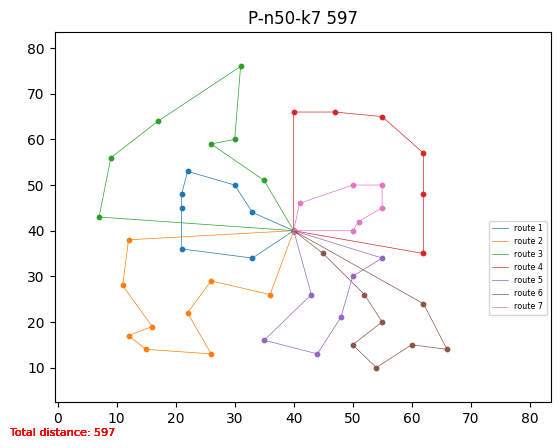 P-n50-k7 597
80
70
60
50
40
30
20
10
0 10 20 30 40 50 60 70 80
route 1
route 2
route 3
route 4
route 5
route 6
route 7
Total distance: 597